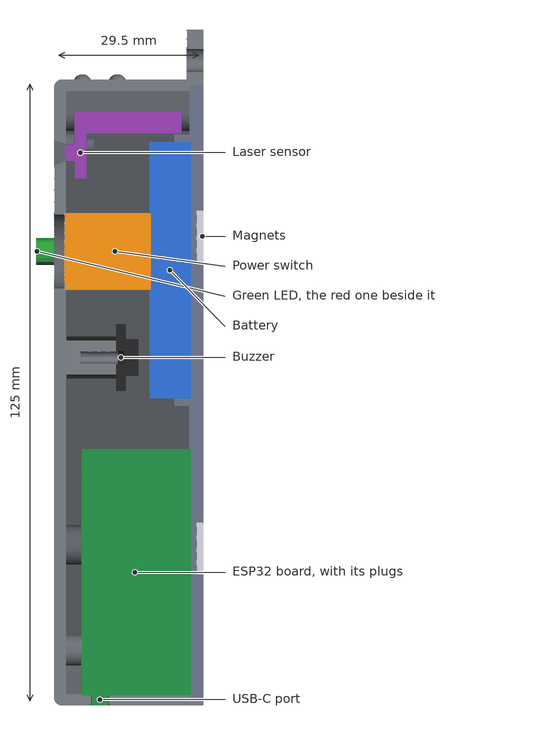 29.5 mm
Laser sensor
Magnets
Power switch
Green LED, the red one beside it
Battery
Buzzer
125 mm
ESP32 board, with its plugs
USB-C port